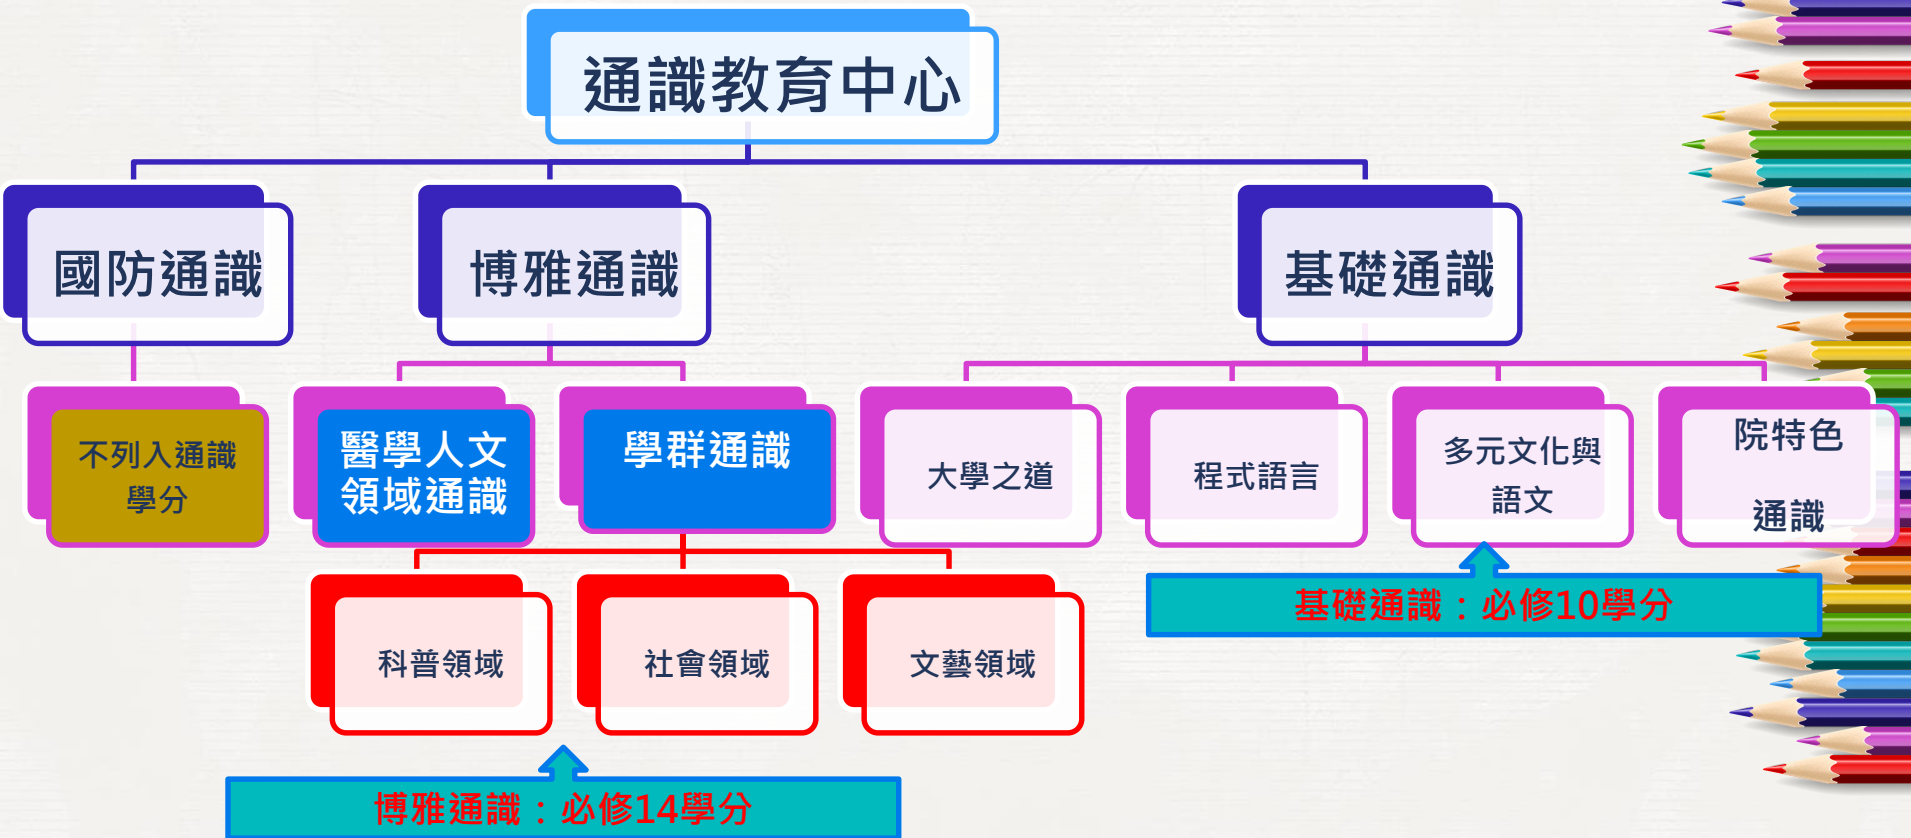 通識教育中心
國防通識
博雅通識
基礎通識
不列入通識
學分
醫學人文
領域通識
學群通識
大學之道
程式語言
多元文化與
語文
院特色
通識
科普領域
社會領域
文藝領域
基礎通識：必修10學分
博雅通識：必修14學分